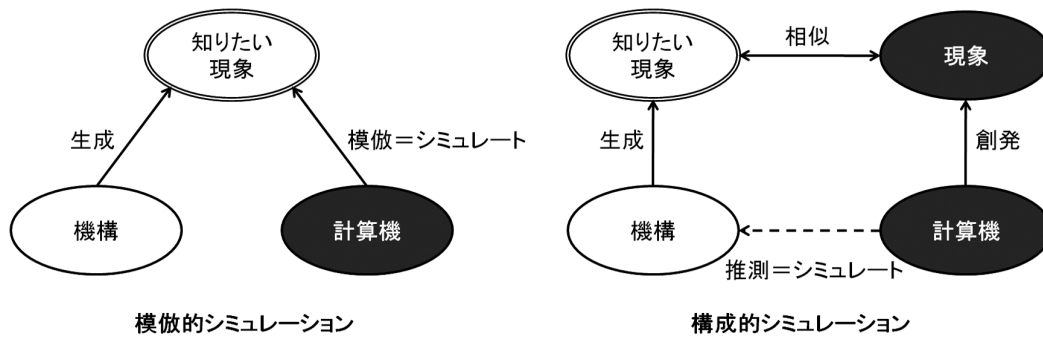 知りたい
現象
生成
模倣＝シミュレート
機構
計算機
模倣的シミュレーション
知りたい
現象
相似
現象
生成
創発
機構
計算機
推測＝シミュレート
構成的シミュレーション